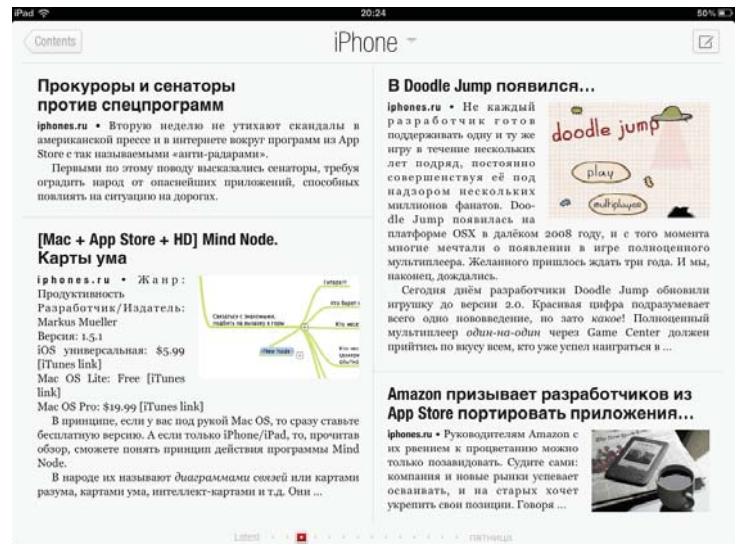 iPad
20:24
50%
Contents
iPhone
Прокуроры и сенаторы
против спецпрограмм
iphones.ru • Вторую неделю не утихают скандалы в
американской прессе и в интернете вокруг программ из App
Store с так называемыми «анти-радарами».
Первыми по этому поводу высказались сенаторы, требуя
оградить народ от опаснейших приложений, способных
повлиять на ситуацию на дорогах.
[Mac + App Store + HD] Mind Node.
Карты ума
iphones.ru • Жанр:
Продуктивность
Разработчик/Издатель:
Markus Mueller
Версия: 1.5.1
iOS универсальная: $5.99
[iTunes link]
Mac OS Lite: Free [iTunes
link]
Mac OS Pro: $19.99 [iTunes link]
В принципе, если у вас под рукой Mac OS, то сразу ставьте
бесплатную версию. А если только iPhone/iPad, то, прочитав
обзор, сможете понять принцип действия программы Mind
Node.
В народе их называют диаграммами связей или картами
разума, картами ума, интеллект-картами и т.д. Они ...
Связаться с знакомыми,
подбить на вылазку в горы
New Node
Кто будет
Кто несе
В Doodle Jump появился...
iphones.ru • Не каждый
разработчик готов
поддерживать одну и ту же
игру в течение нескольких
лет подряд, постоянно
совершенствуя её под
надзором нескольких
миллионов фанатов. Doo-
dle Jump появилась на
платформе OSX в далёком 2008 году, и с того момента
многие мечтали о появлении в игре полноценного
мультиплеера. Желанного пришлось ждать три года. И мы,
наконец, дождались.
Сегодня днём разработчики Doodle Jump обновили
игрушку до версии 2.0. Красивая цифра подразумевает
всего одно нововведение, но зато какое! Полноценный
мультиплеер один-на-один через Game Center должен
прийтись по вкусу всем, кто уже успел наиграться в ...
doodle jump
play
multiplayer
Amazon призывает разработчиков из
App Store портировать приложения...
iphones.ru • Руководителям Amazon с
их рвением к процветанию можно
только позавидовать. Судите сами:
компания и новые рынки успевает
осваивать, и на старых хочет
укрепить свои позиции. Говоря ...
Latest
пятница